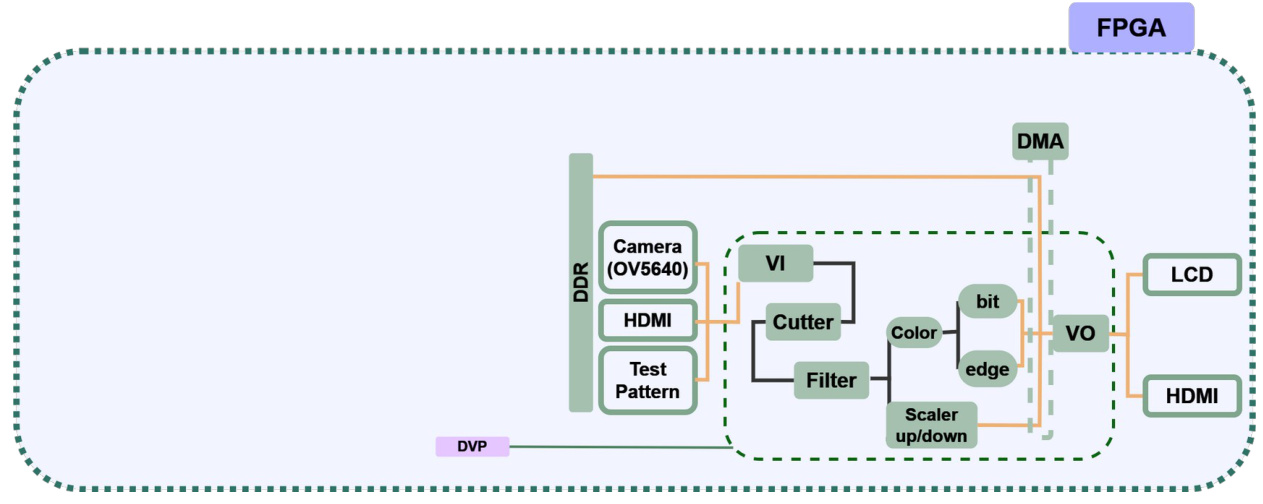 FPGA
DMA
DDR
Camera
(OV5640)
HDMI
Test
Pattern
VI
Cutter
Filter
Color
bit
edge
Scaler
up/down
VO
LCD
HDMI
DVP